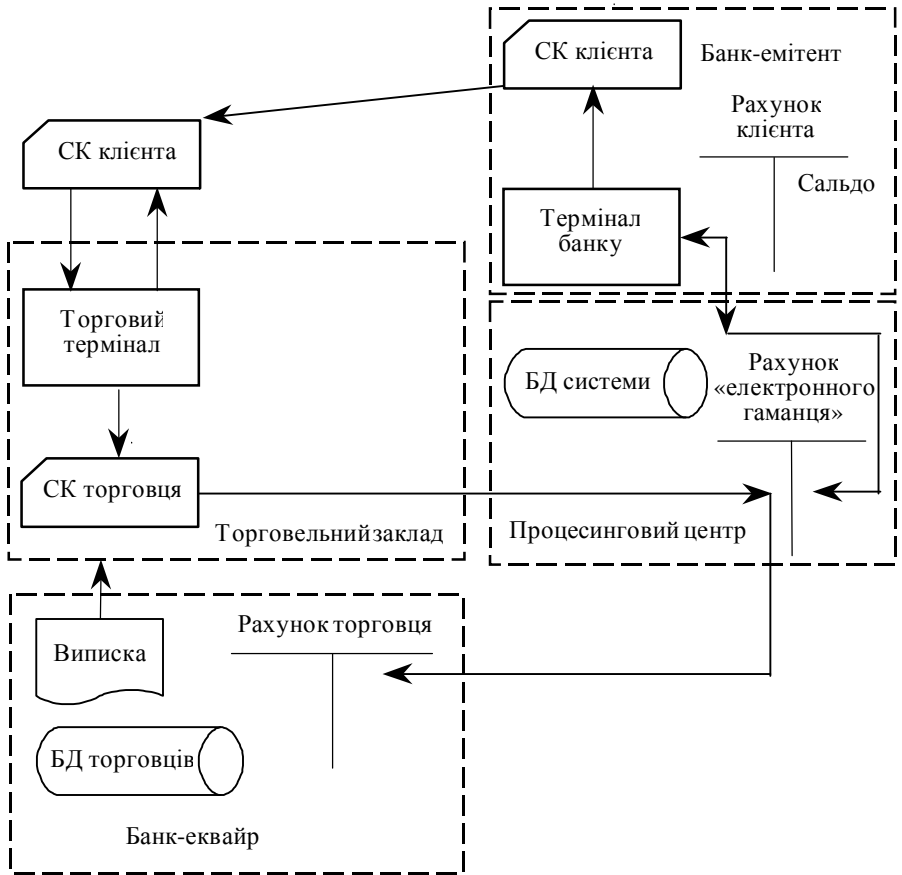 СК клієнта
Банк-емітент
Рахунок
клієнта
Сальдо
Термінал
банку
СК клієнта
Торговий
термінал
СК торговця
Торговельний заклад
БД системи
Рахунок
«електронного
гаманця»
Процесинговий центр
Виписка
Рахунок торговця
БД торговців
Банк-еквайр